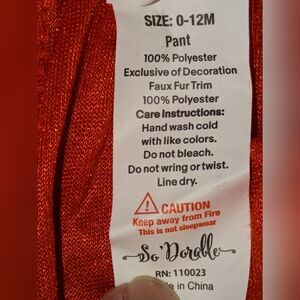 SIZE: 0-12M
Pant
100% Polyester
Exclusive of Decoration
Faux Fur Trim
100% Polyester
Care Instructions:
Hand wash cold
with like colors.
Do not bleach.
Do not wring or twist.
Line dry.
CAUTION
Keep away from Fire
This is not sleepwear
So'Dorable
RN: 110023
in China